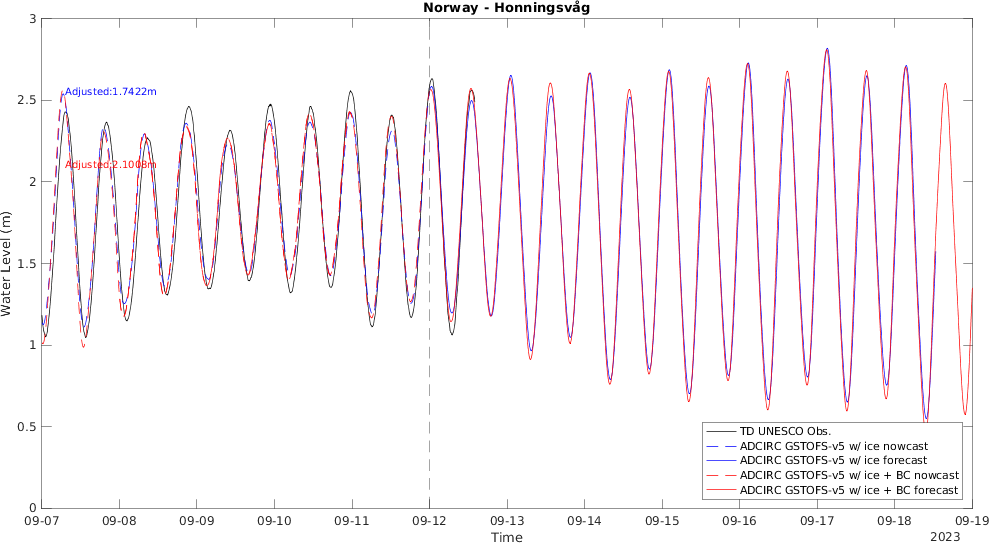 Norway - Honningsvåg
3
2.5
2
1.5
1
0.5
0
Water Level (m)
Adjusted:1.7422m
Adjusted:2.1008m
TD UNESCO Obs.
ADCIRC GSTOFS-v5 w/ ice nowcast
ADCIRC GSTOFS-v5 w/ ice forecast
ADCIRC GSTOFS-v5 w/ ice + BC nowcast
ADCIRC GSTOFS-v5 w/ ice + BC forecast
09-07 09-08 09-09 09-10 09-11 09-12 09-13 09-14 09-15 09-16 09-17 09-18 09-19
Time
2023